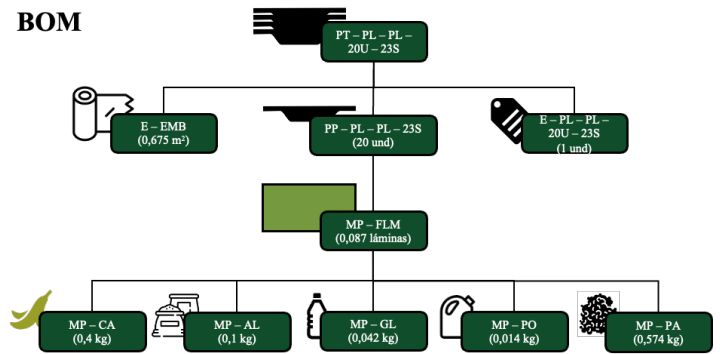 BOM
PT – PL – PL –
20U – 23S
E – EMB
(0,675 m²)
PP – PL – PL – 23S
(20 und)
E – PL – PL –
20U – 23S
(1 und)
MP – FLM
(0,087 láminas)
MP – CA
(0,4 kg)
MP – AL
(0,1 kg)
MP – GL
(0,042 kg)
MP – PO
(0,014 kg)
MP – PA
(0,574 kg)